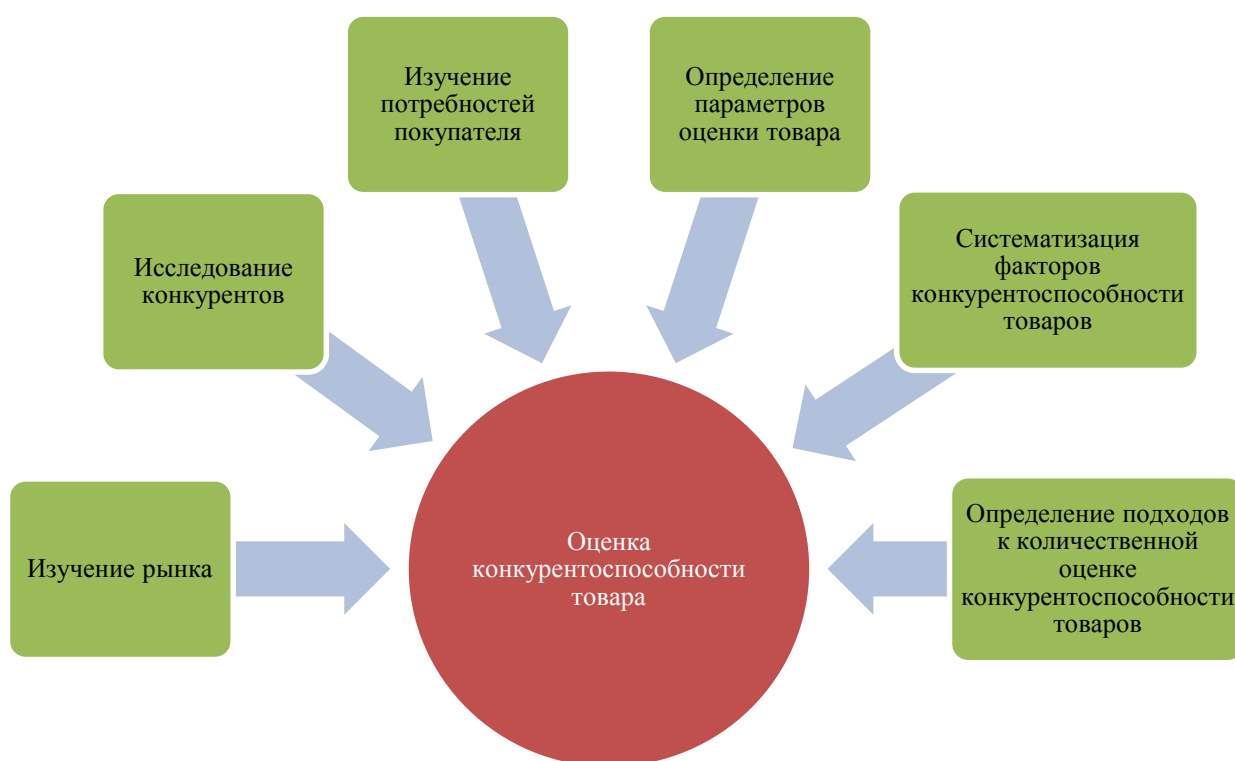 Изучение
потребностей
покупателя
Определение
параметров
оценки товара
Исследование
конкурентов
Систематизация
факторов
конкурентоспособности
товаров
Изучение рынка
Оценка
конкурентоспособности
товара
Определение подходов
к количественной
оценке
конкурентоспособности
товаров